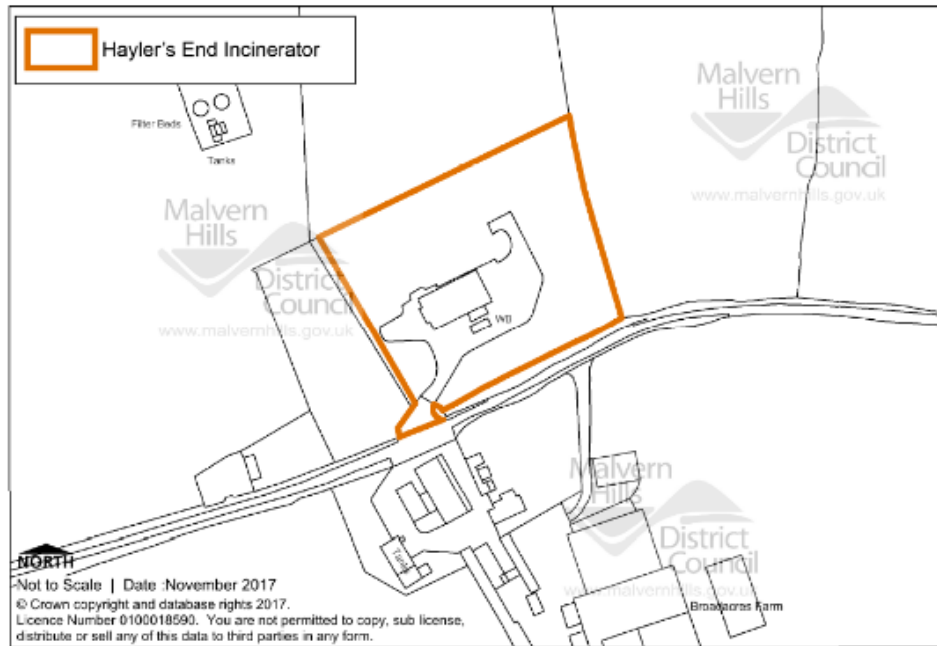 Hayler's End Incinerator
Filter Beds
Tanks
Malvern
Hills
District
Council
www.malvernhills.gov.uk
Malvern
Hills
District
Council
www.malvernhills.gov.uk
WB
Malvern
Hills
District
Council
www.malvernhills.gov.uk
Tanks
Broadacres Farm
NORTH
Not to Scale | Date :November 2017
© Crown copyright and database rights 2017.
Licence Number 0100018590. You are not permitted to copy, sub license,
distribute or sell any of this data to third parties in any form.